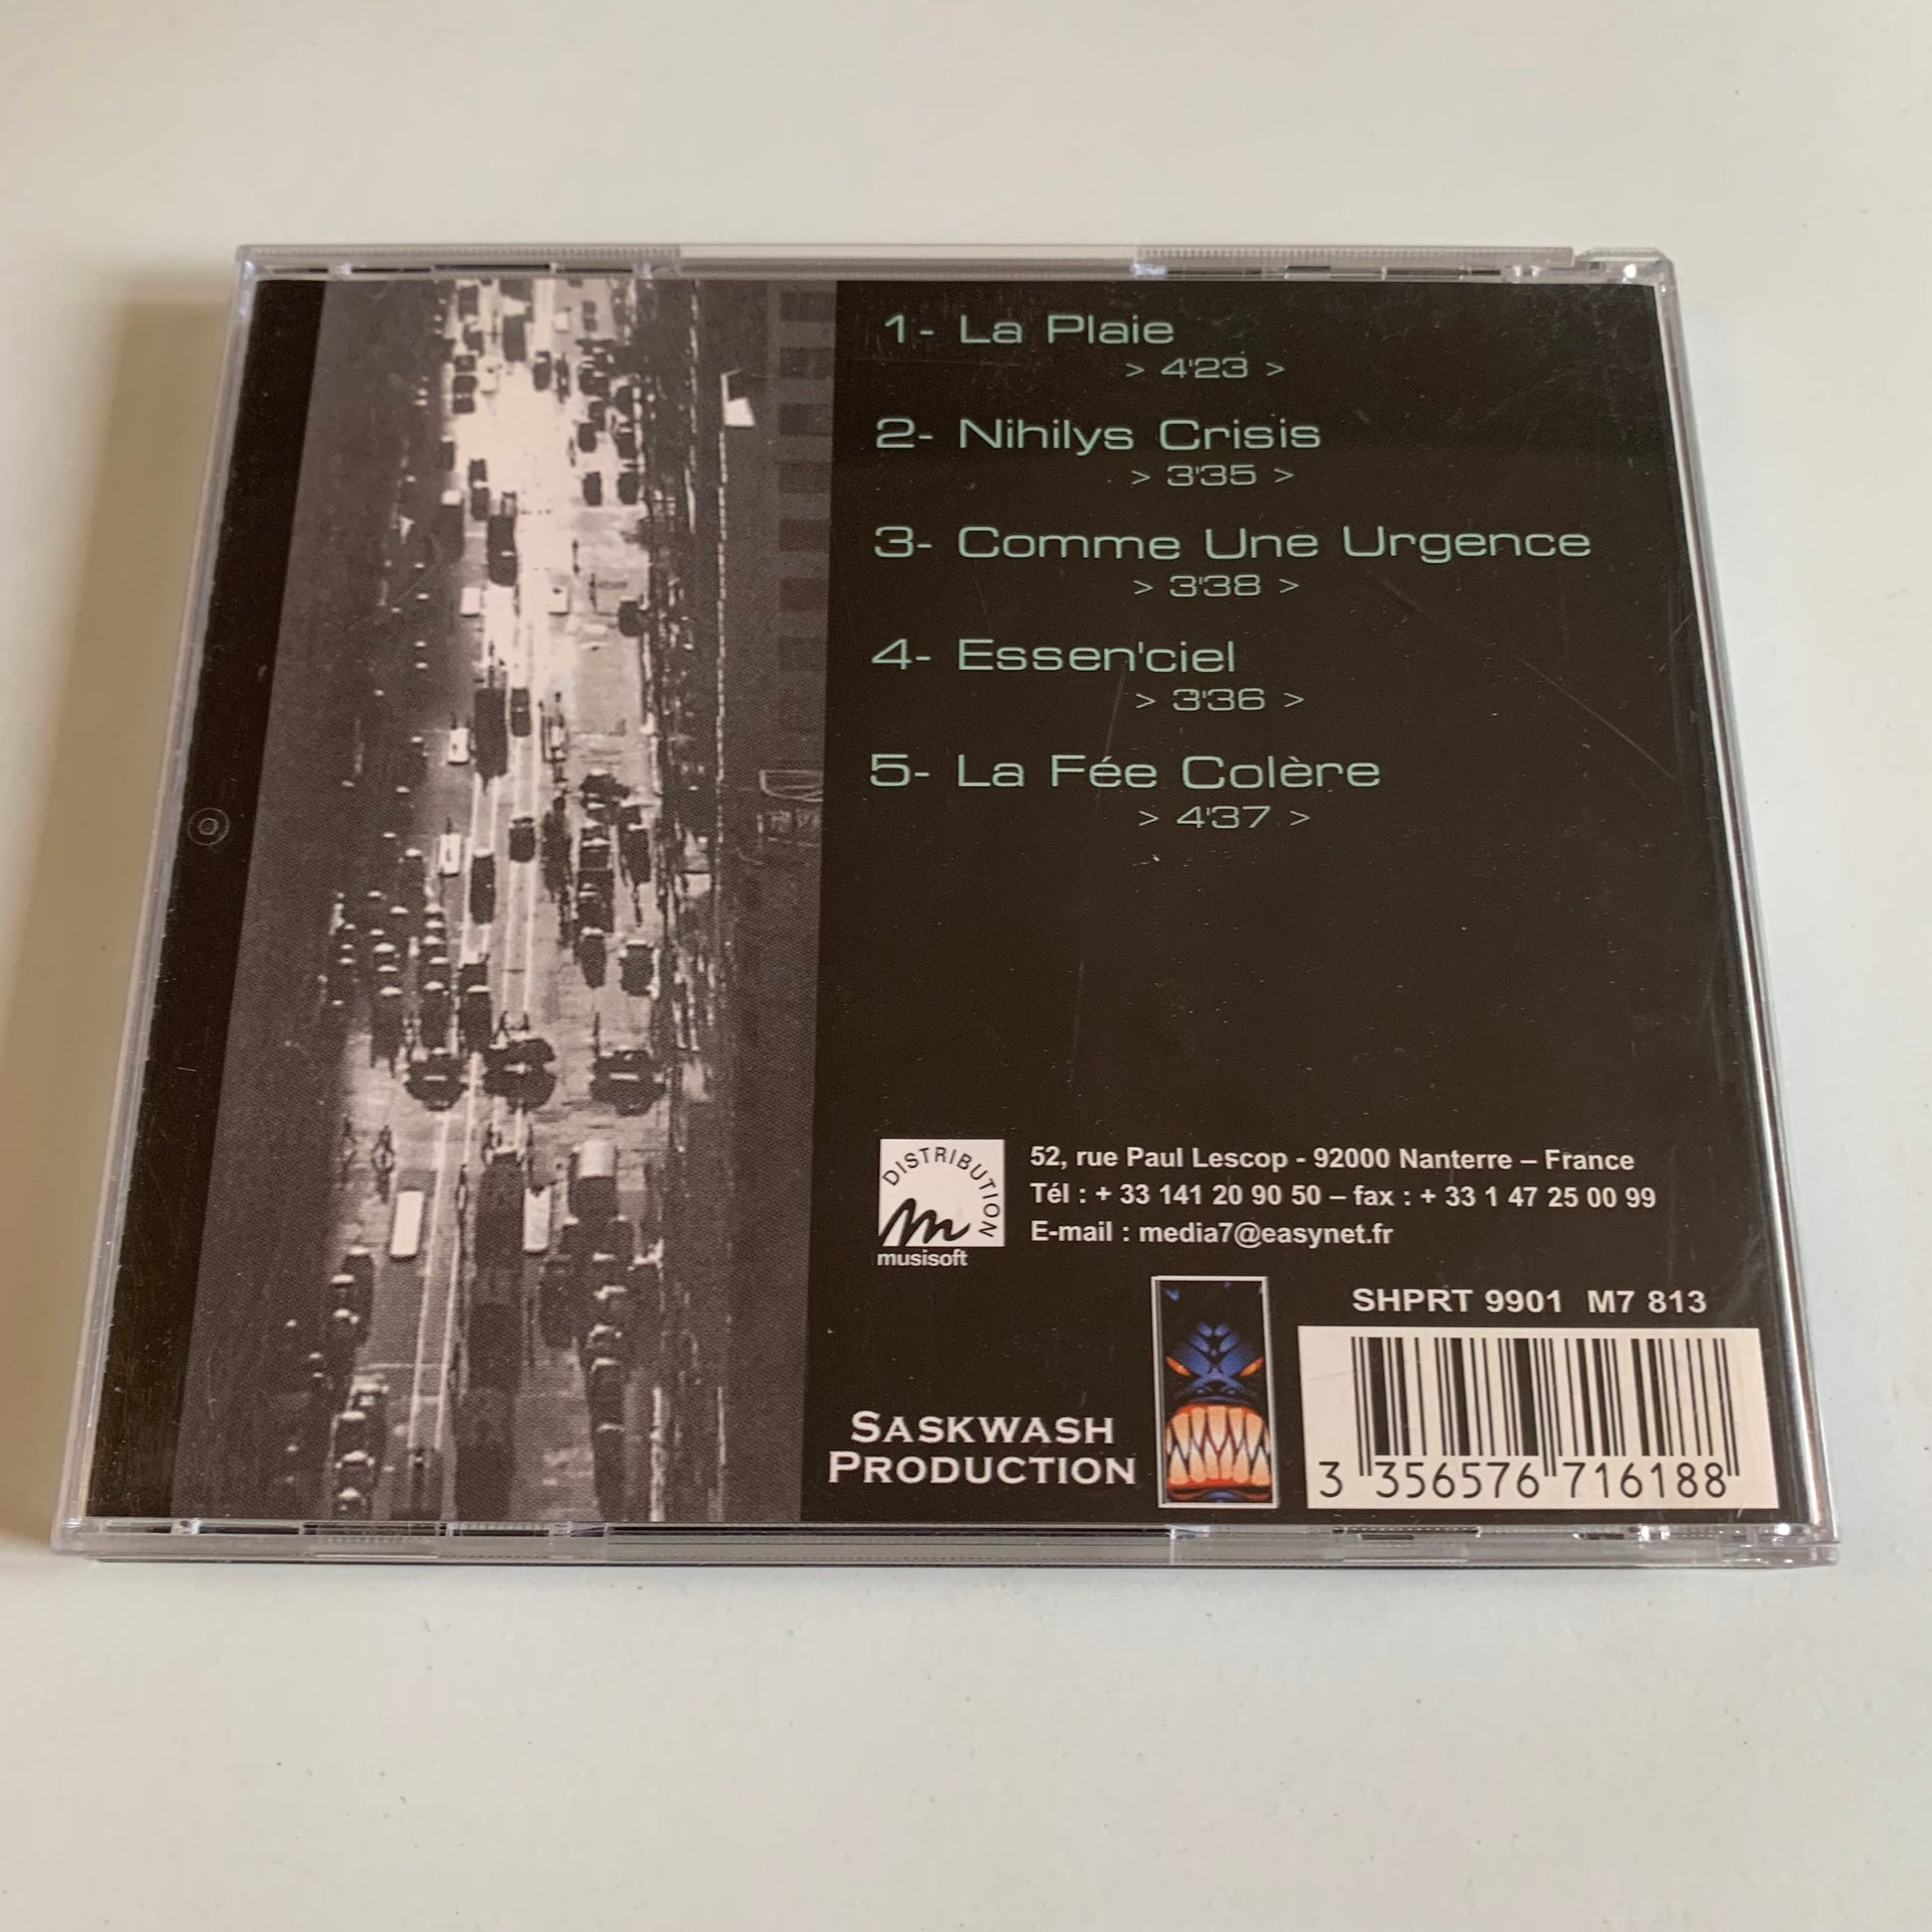 1- La Plaie
> 4'23 >
2- Nihilys Crisis
> 3'35 >
3- Comme Une Urgence
> 3'38 >
4- Essen'ciel
> 3'36 >
5- La Fée Colère
> 4'37 >
DISTRIBUTION
m
musisoft
52, rue Paul Lescop - 92000 Nanterre – France
Tél : + 33 141 20 90 50 – fax : + 33 1 47 25 00 99
E-mail : media7@easynet.fr
SHPRT 9901 M7 813
SASKWASH
PRODUCTION
3 356576 716188